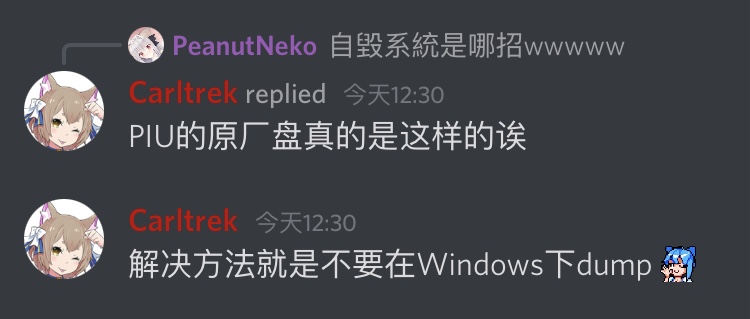 PeanutNeko 自毀系統是哪招wwwww
Carltrek replied 今天12:30
PIU的原厂盘真的是这样的诶
Carltrek 今天12:30
解决方法就是不要在Windows下dump